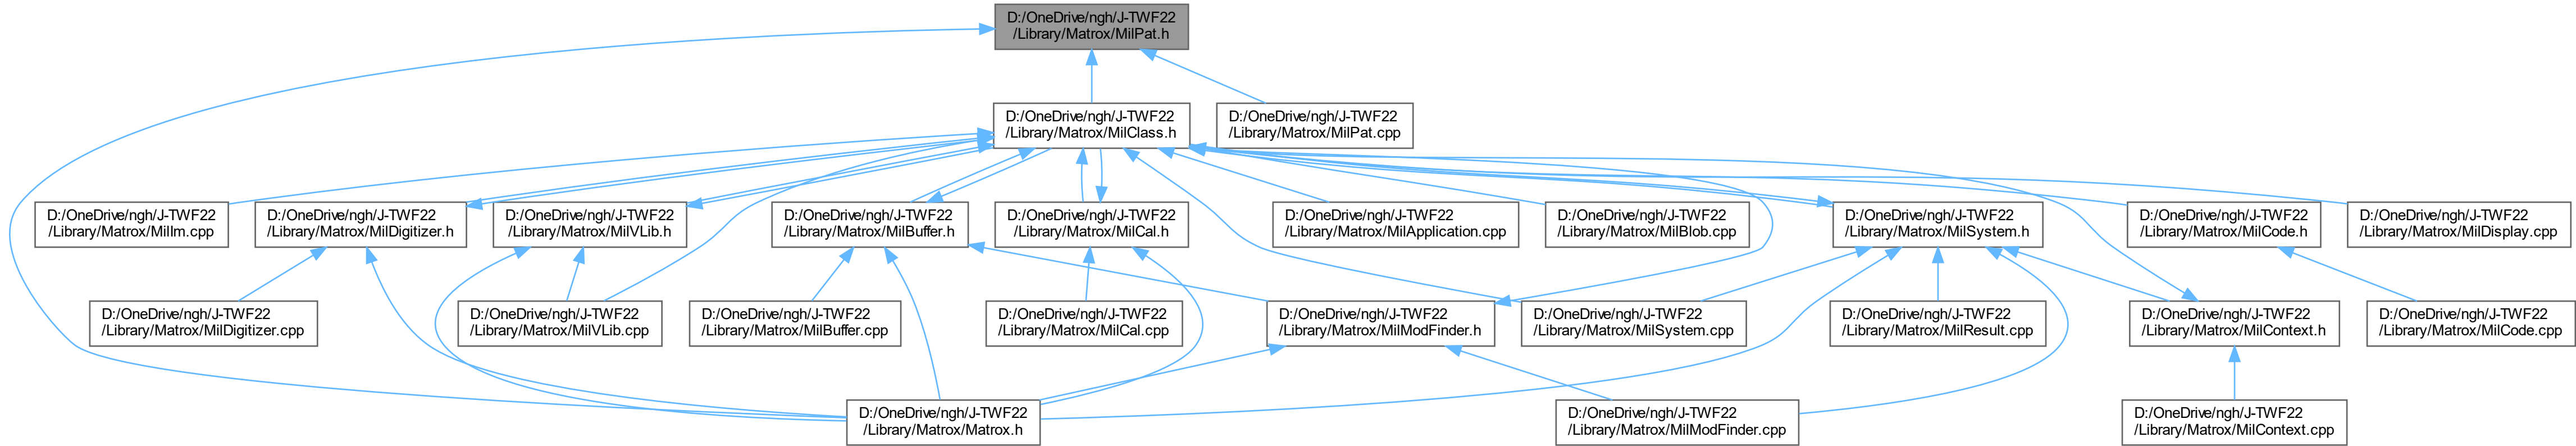 D:/OneDrive/ngh/J-TWF22
/Library/Matrox/MilPat.h
D:/OneDrive/ngh/J-TWF22
/Library/Matrox/MilClass.h
D:/OneDrive/ngh/J-TWF22
/Library/Matrox/MilPat.cpp
D:/OneDrive/ngh/J-TWF22
/Library/Matrox/MilIm.cpp
D:/OneDrive/ngh/J-TWF22
/Library/Matrox/MilDigitizer.h
D:/OneDrive/ngh/J-TWF22
/Library/Matrox/MilVLib.h
D:/OneDrive/ngh/J-TWF22
/Library/Matrox/MilBuffer.h
D:/OneDrive/ngh/J-TWF22
/Library/Matrox/MilCal.h
D:/OneDrive/ngh/J-TWF22
/Library/Matrox/MilApplication.cpp
D:/OneDrive/ngh/J-TWF22
/Library/Matrox/MilBlob.cpp
D:/OneDrive/ngh/J-TWF22
/Library/Matrox/MilSystem.h
D:/OneDrive/ngh/J-TWF22
/Library/Matrox/MilCode.h
D:/OneDrive/ngh/J-TWF22
/Library/Matrox/MilDisplay.cpp
D:/OneDrive/ngh/J-TWF22
/Library/Matrox/MilDigitizer.cpp
D:/OneDrive/ngh/J-TWF22
/Library/Matrox/MilVLib.cpp
D:/OneDrive/ngh/J-TWF22
/Library/Matrox/MilBuffer.cpp
D:/OneDrive/ngh/J-TWF22
/Library/Matrox/MilCal.cpp
D:/OneDrive/ngh/J-TWF22
/Library/Matrox/MilModFinder.h
D:/OneDrive/ngh/J-TWF22
/Library/Matrox/MilSystem.cpp
D:/OneDrive/ngh/J-TWF22
/Library/Matrox/MilResult.cpp
D:/OneDrive/ngh/J-TWF22
/Library/Matrox/MilContext.h
D:/OneDrive/ngh/J-TWF22
/Library/Matrox/MilCode.cpp
D:/OneDrive/ngh/J-TWF22
/Library/Matrox/Matrox.h
D:/OneDrive/ngh/J-TWF22
/Library/Matrox/MilModFinder.cpp
D:/OneDrive/ngh/J-TWF22
/Library/Matrox/MilContext.cpp